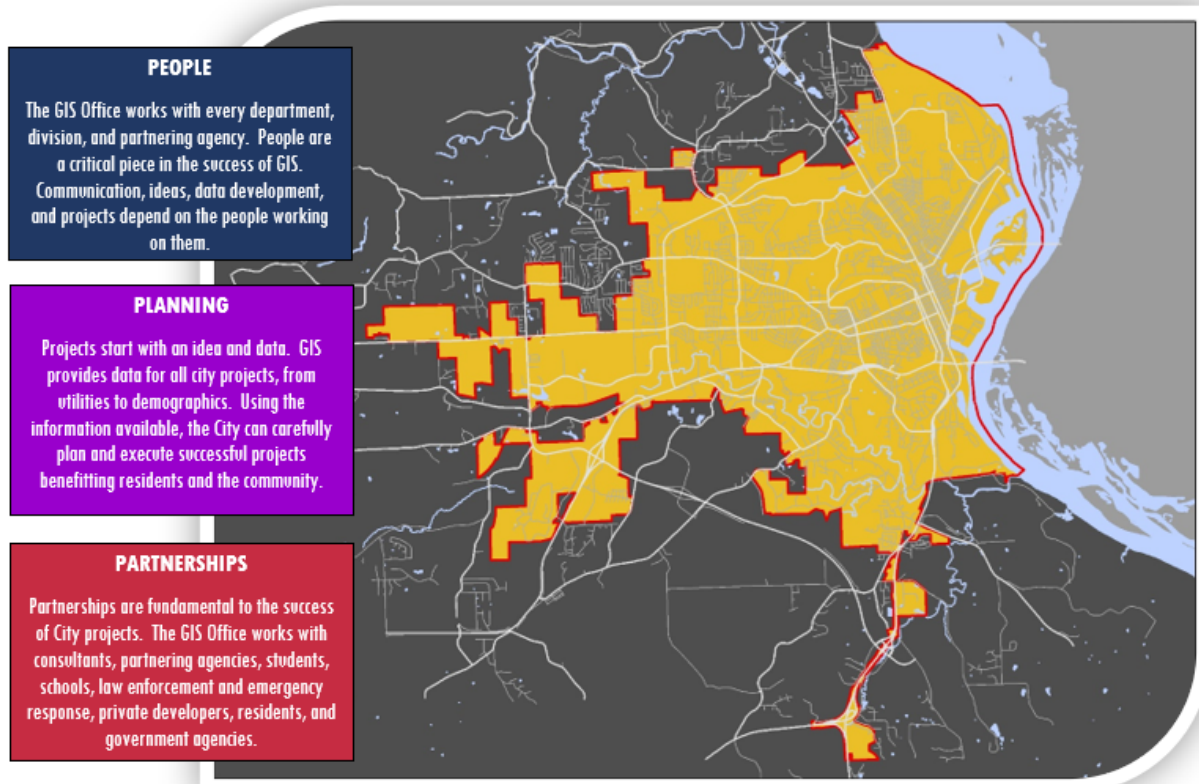 PEOPLE
The GIS Office works with every department,
division, and partnering agency.  People are
a critical piece in the success of GIS.
Communication, ideas, data development,
and projects depend on the people working
on them.
PLANNING
Projects start with an idea and data.  GIS
provides data for all city projects, from
utilities to demographics.  Using the
information available, the City can carefully
plan and execute successful projects
benefitting residents and the community.
PARTNERSHIPS
Partnerships are fundamental to the success
of City projects.  The GIS Office works with
consultants, partnering agencies, students,
schools, law enforcement and emergency
response, private developers, residents, and
government agencies.